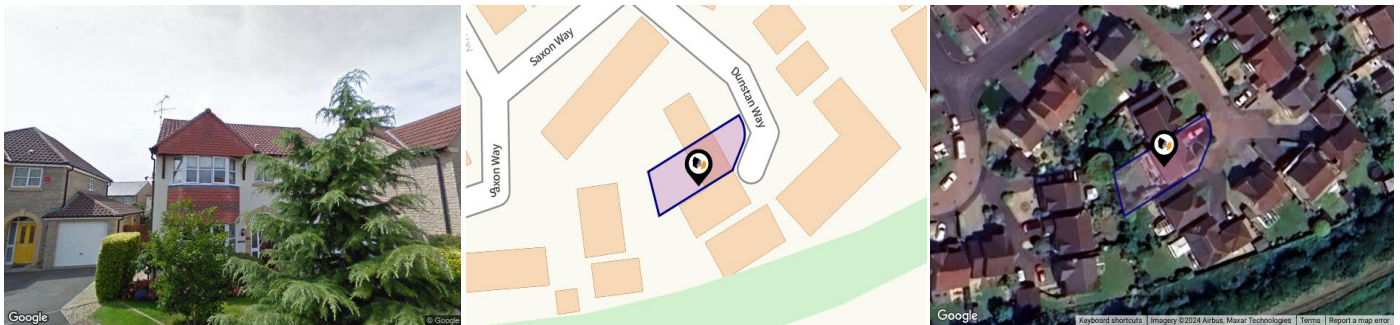 Google
© Google
Saxon Way
Saxon Way
Dunstan Way
Google
Keyboard shortcuts
Imagery ©2024 Airbus, Maxar Technologies
Terms
Report a map error